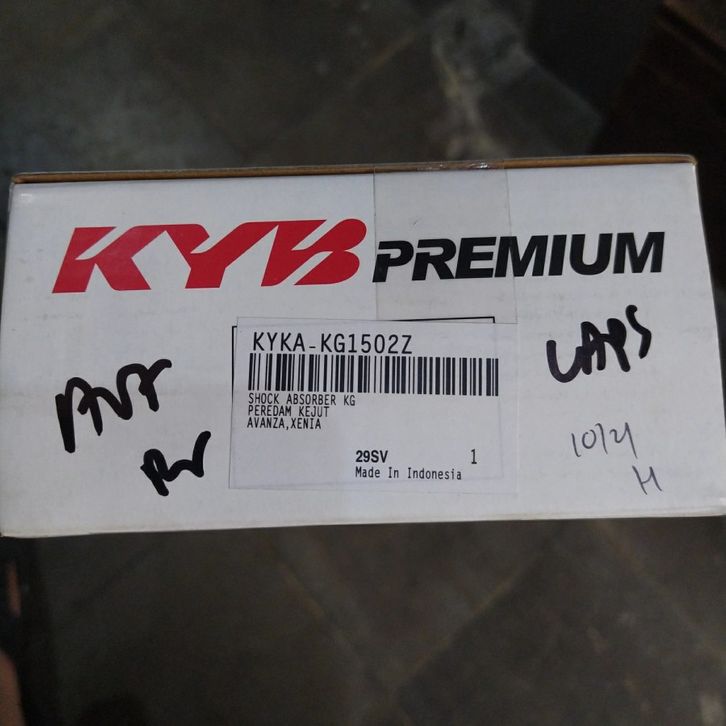 KYB PREMIUM
KYKA-KG1502Z
SHOCK ABSORBER KG
PEREDAM KEJUT
AVANZA,XENIA
29SV 1
Made In Indonesia
10/21
H